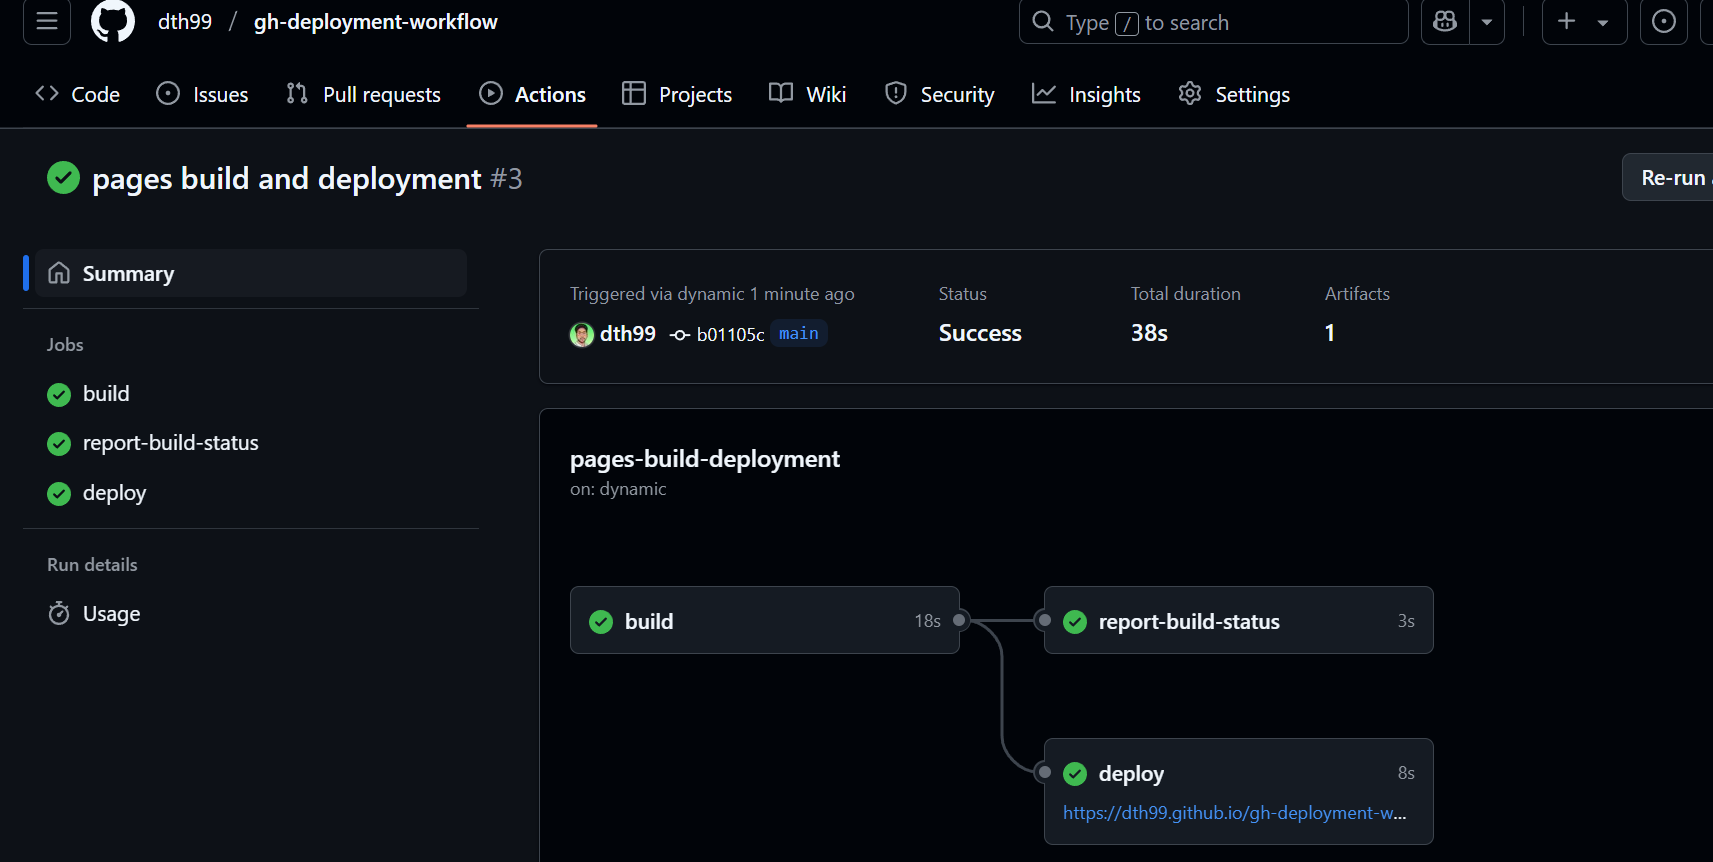 dth99 / gh-deployment-workflow
Type / to search
Code Issues Pull requests Actions Projects Wiki Security Insights Settings
pages build and deployment #3
Re-run
Summary
Jobs
build
report-build-status
deploy
Run details
Usage
Triggered via dynamic 1 minute ago
dth99 b01105c main
Status
Success
Total duration
38s
Artifacts
1
pages-build-deployment
on: dynamic
build 18s
report-build-status 3s
deploy 8s
https://dth99.github.io/gh-deployment-w...